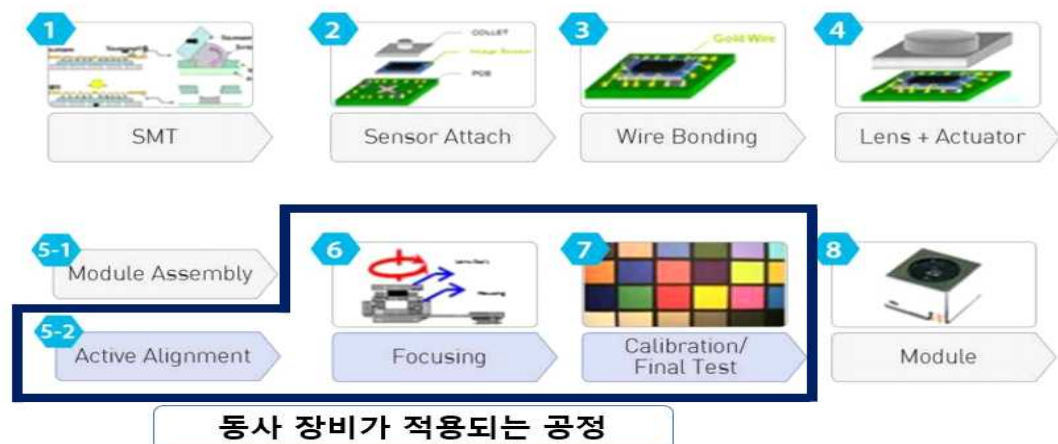 1
2
3
4
COLLET
Image Sensor
PCB
Gold Wire
SMT
Sensor Attach
Wire Bonding
Lens + Actuator
5-1
Module Assembly
6
7
8
Housing
5-2
Active Alignment
Focusing
Calibration/
Final Test
Module
동사 장비가 적용되는 공정